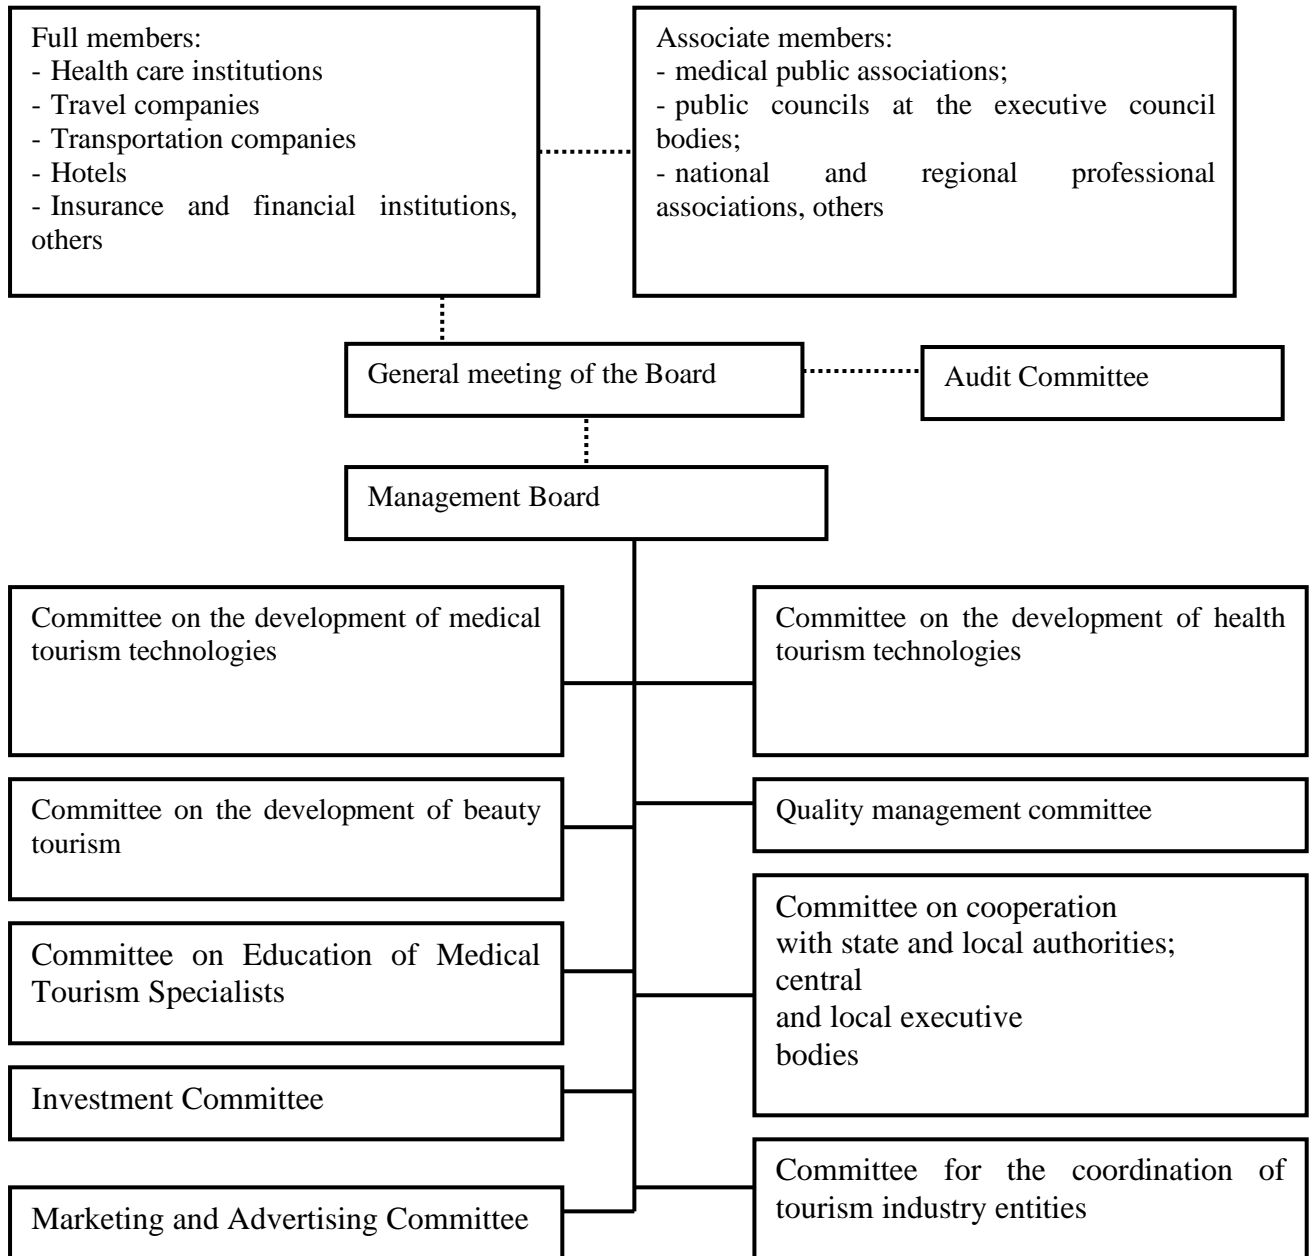 Full members:
- Health care institutions
- Travel companies
- Transportation companies
- Hotels
- Insurance and financial institutions,
others
Associate members:
- medical public associations;
- public councils at the executive council
bodies;
- national and regional professional
associations, others
General meeting of the Board
Audit Committee
Management Board
Committee on the development of medical
tourism technologies
Committee on the development of health
tourism technologies
Committee on the development of beauty
tourism
Quality management committee
Committee on Education of Medical
Tourism Specialists
Committee on cooperation
with state and local authorities;
central
and local executive
bodies
Investment Committee
Marketing and Advertising Committee
Committee for the coordination of
tourism industry entities